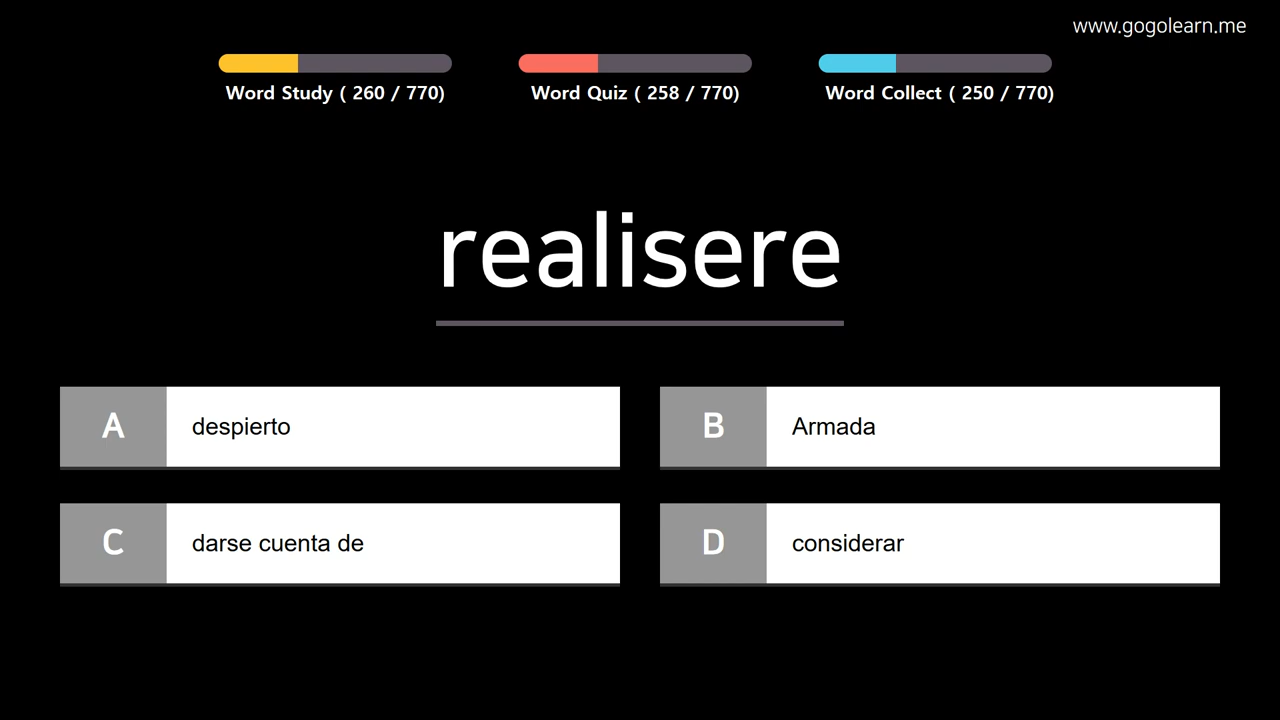 www.gogolearn.me
Word Study ( 260 / 770)
Word Quiz ( 258 / 770)
Word Collect ( 250 / 770)
realisere
A despierto
B Armada
C darse cuenta de
D considerar